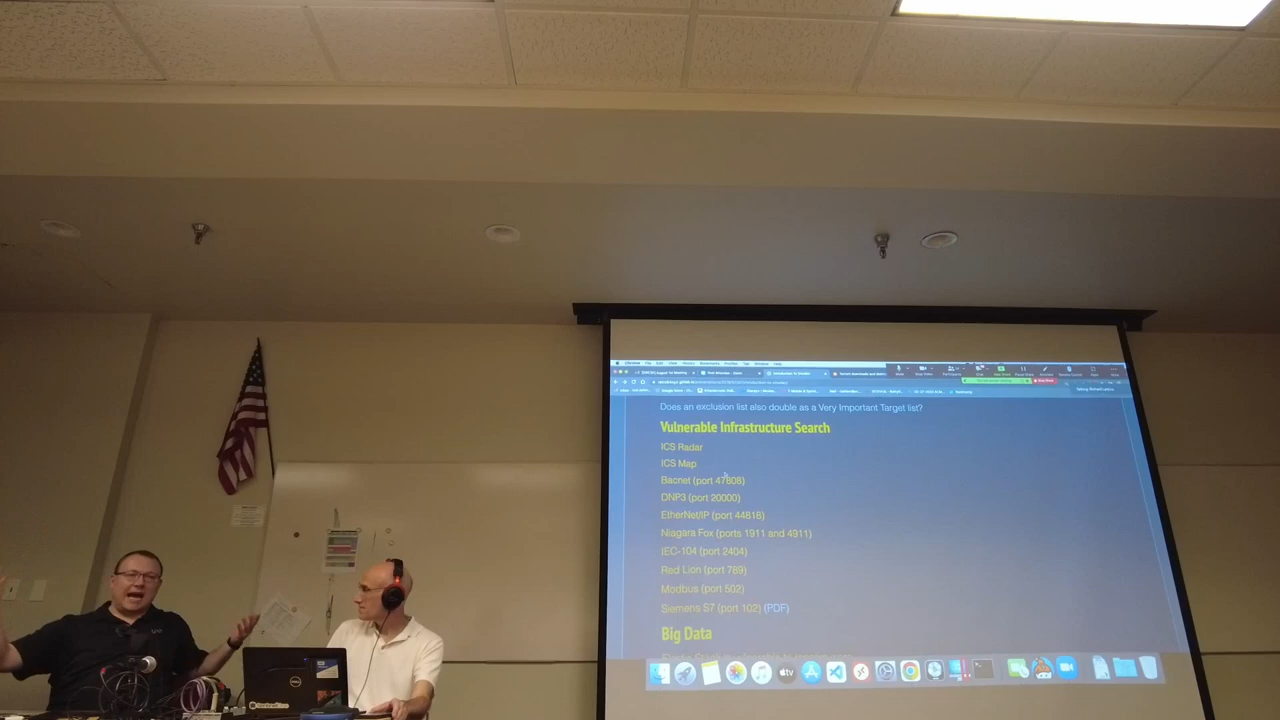 Does an exclusion list also double as a Very Important Target list?
Vulnerable Infrastructure Search
ICS Radar
ICS Map
Bacnet (port 47808)
DNP3 (port 20000)
EtherNet/IP (port 44818)
Niagara Fox (ports 1911 and 4911)
IEC-104 (port 2404)
Red Lion (port 789)
Modbus (port 502)
Siemens S7 (port 102) (PDF)
Big Data
DELL